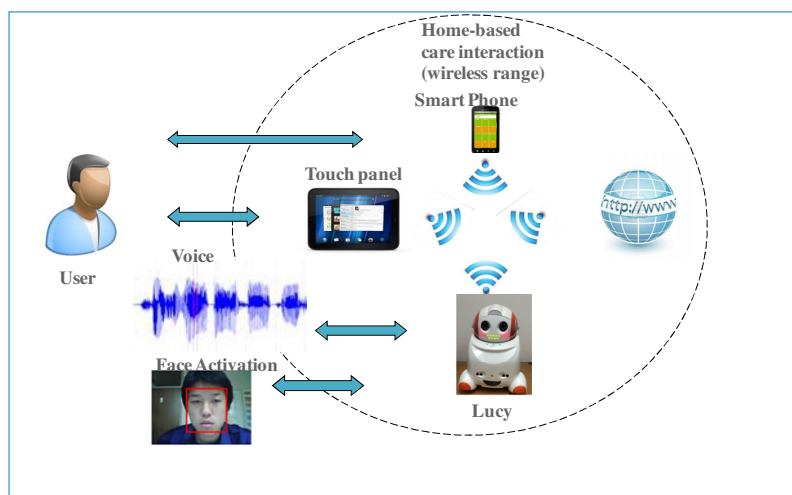 Home-based
care interaction
(wireless range)
Smart Phone
Touch panel
http://www
User
Voice
Face Activation
Lucy